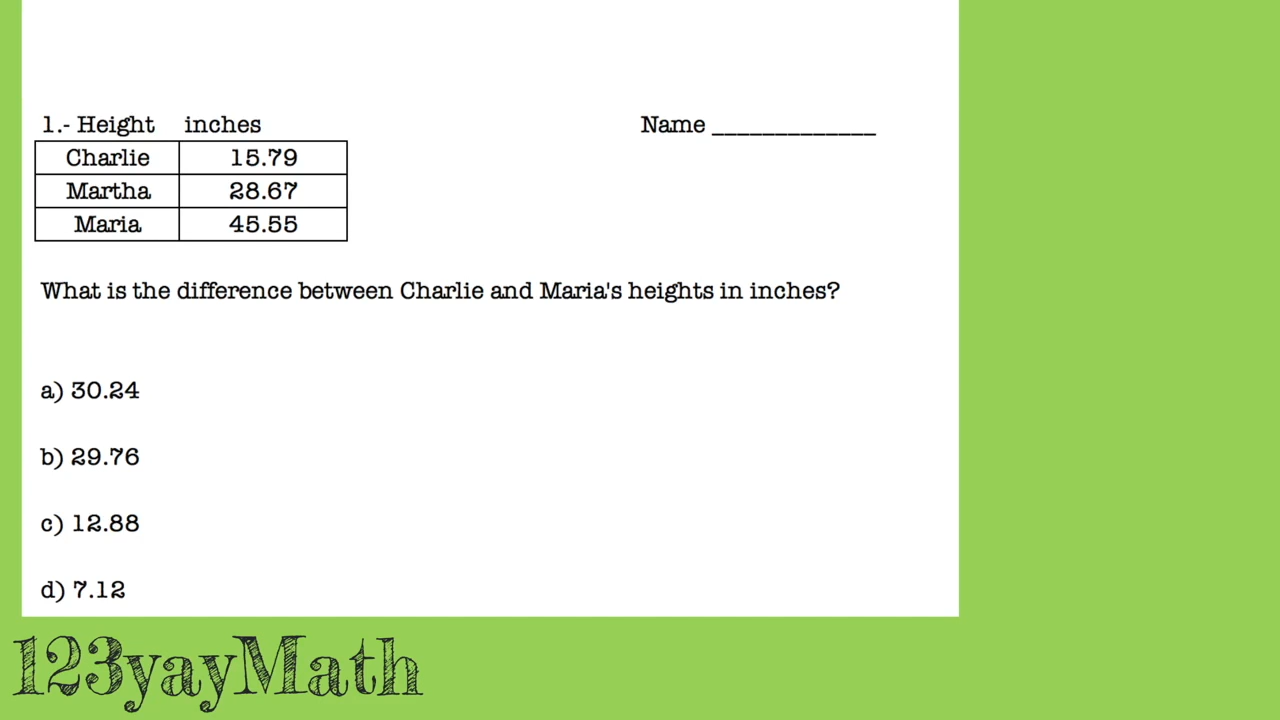 1.- Height inches
Name _____________
Charlie 15.79
Martha 28.67
Maria 45.55
What is the difference between Charlie and Maria's heights in inches?
a) 30.24
b) 29.76
c) 12.88
d) 7.12
123yayMath